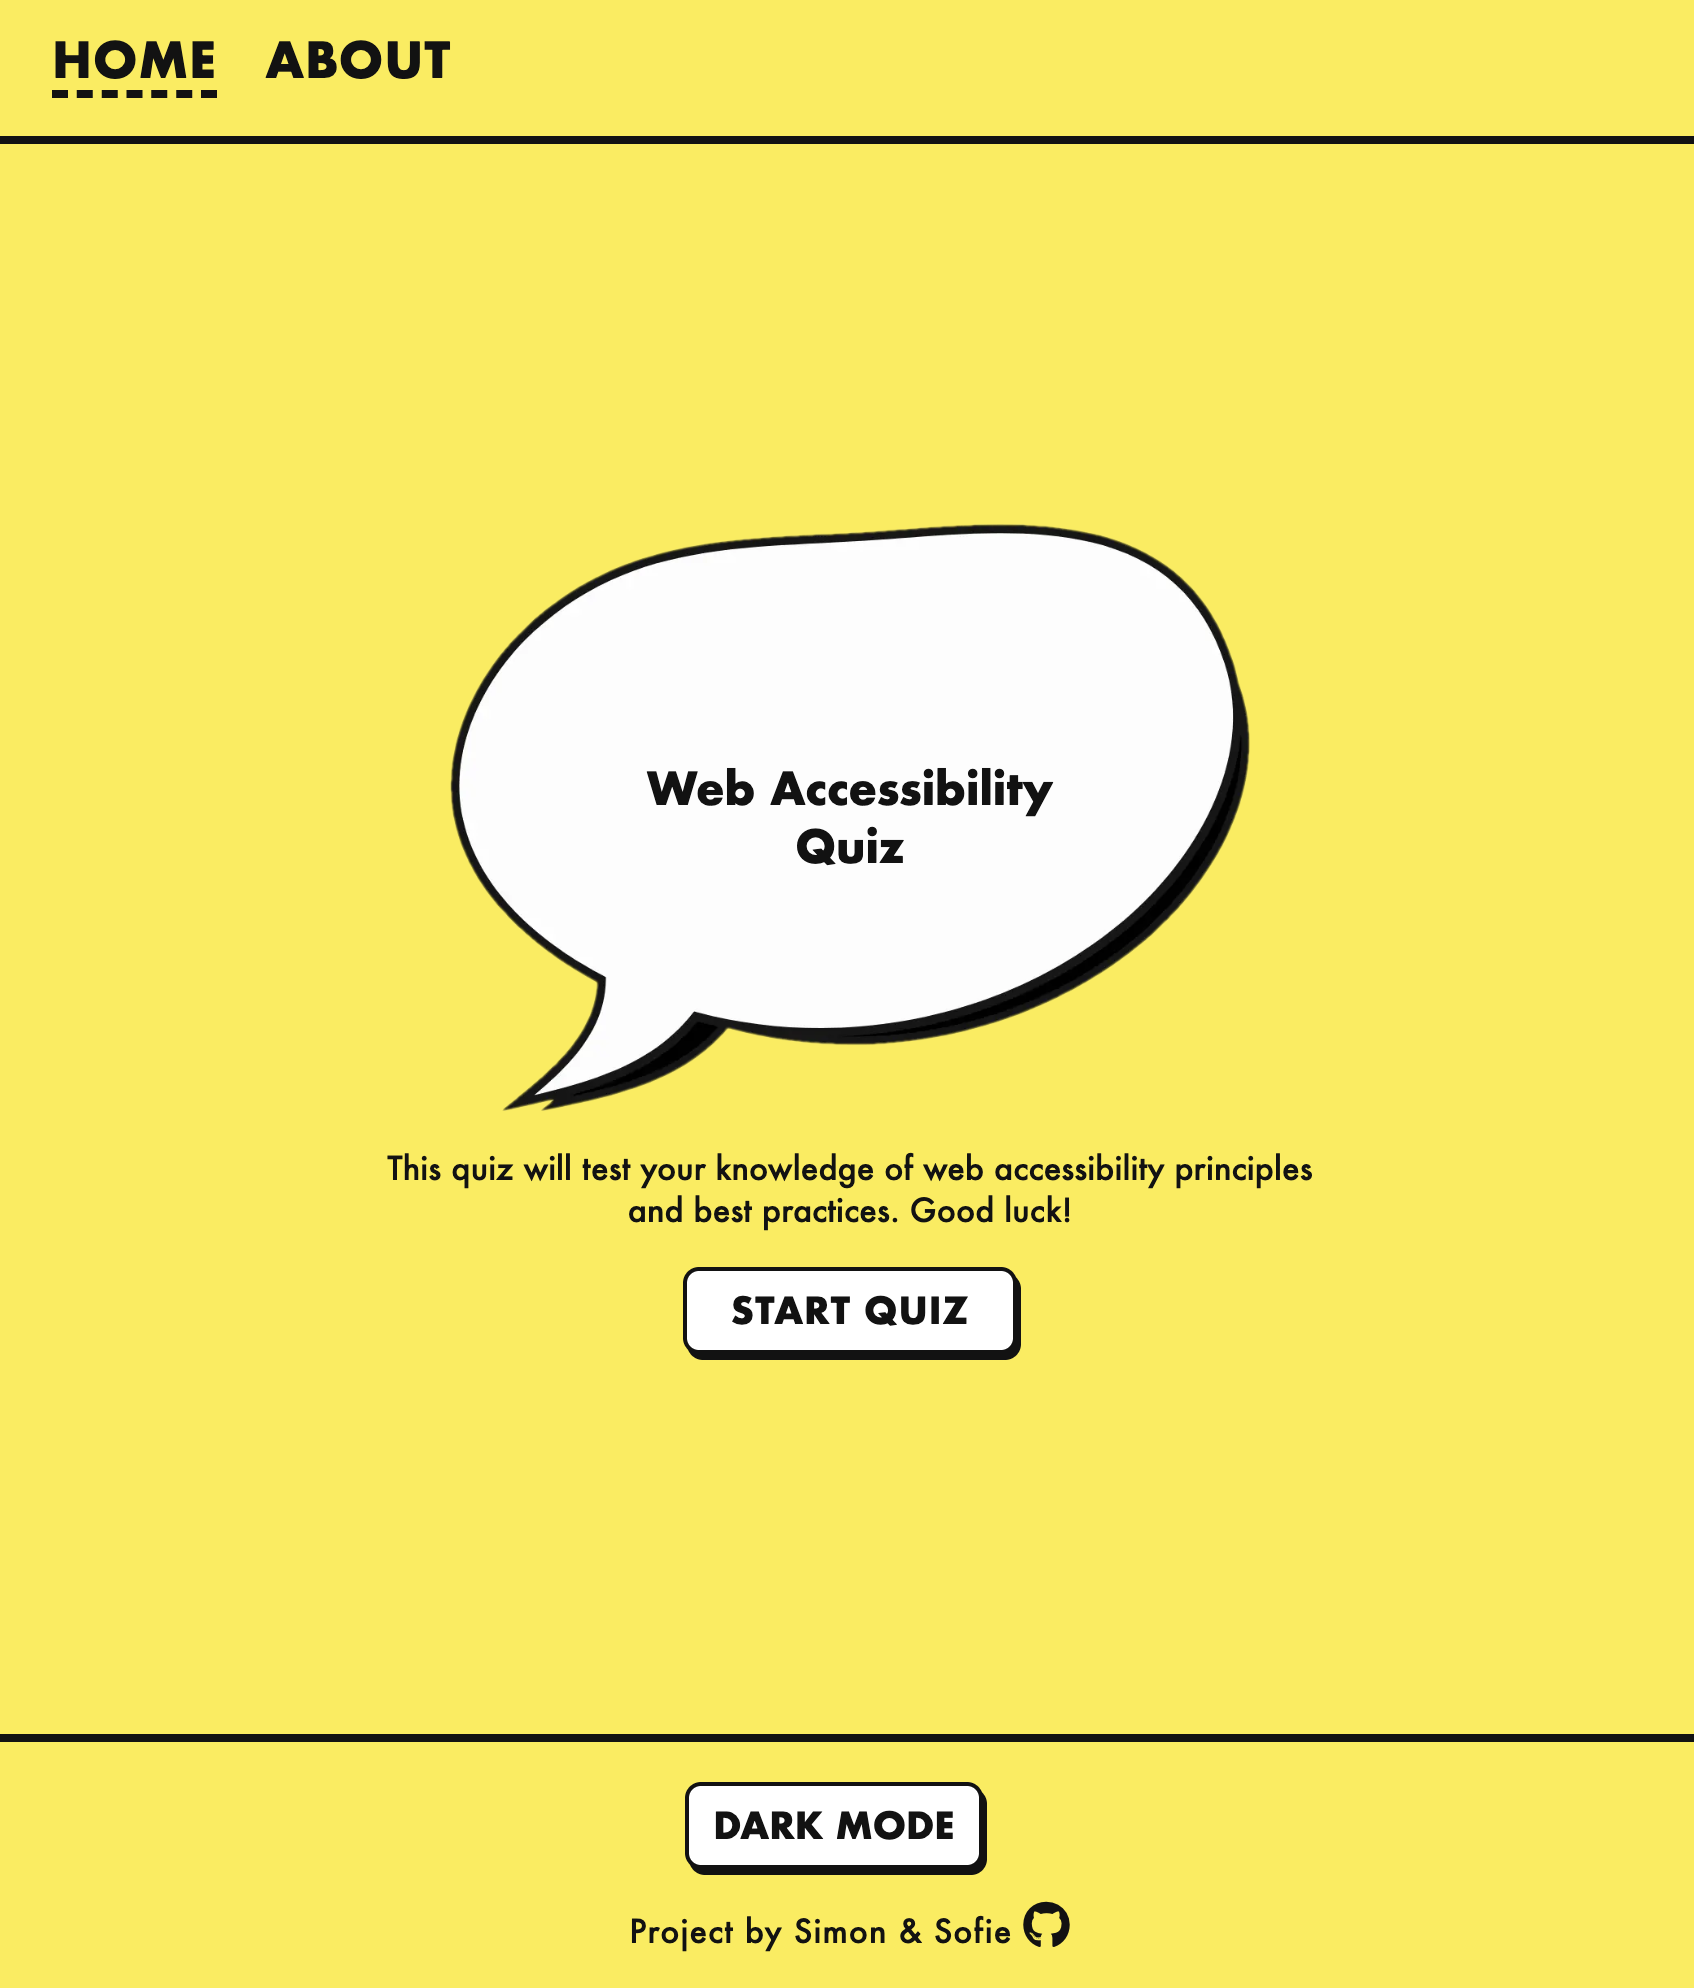 HOME ABOUT
Web Accessibility
Quiz
This quiz will test your knowledge of web accessibility principles
and best practices. Good luck!
START QUIZ
DARK MODE
Project by Simon & Sofie